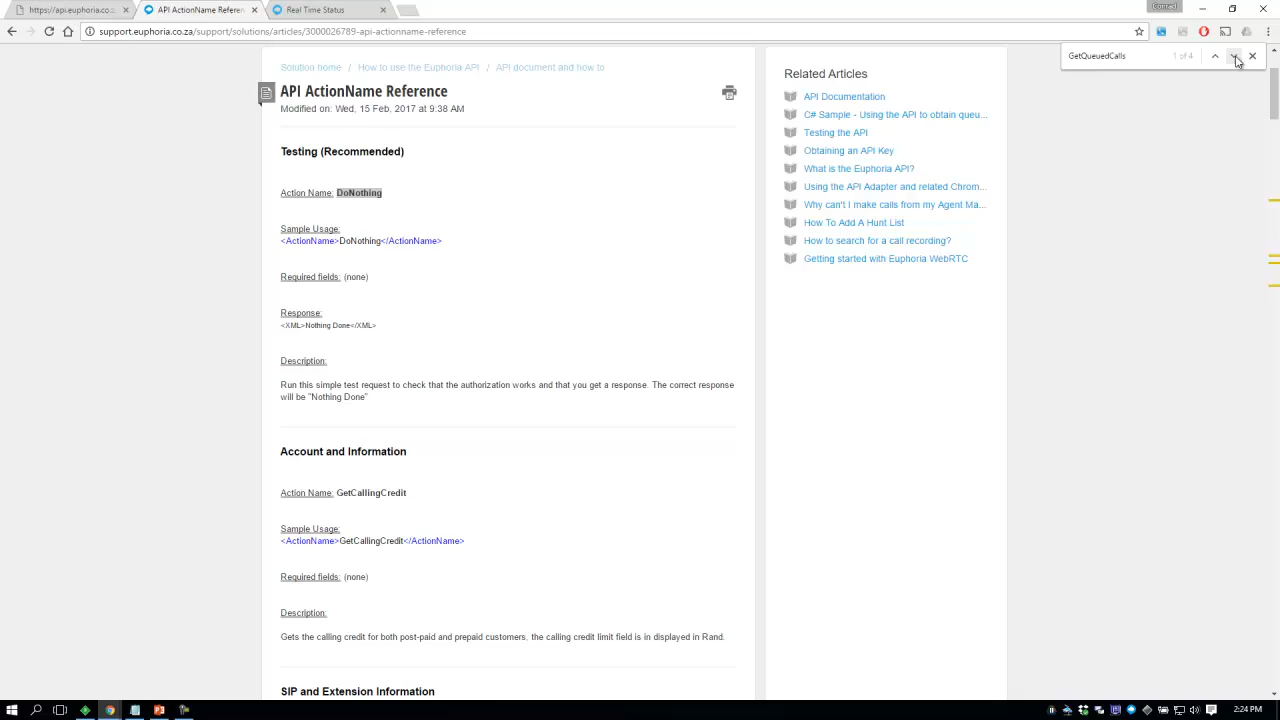 https://api.euphoria.co.z
API ActionName Referen
Real Time Status
Conrad
support.euphoria.co.za/support/solutions/articles/3000026789-api-actionname-reference
GetQueuedCalls 1 of 4
Solution home / How to use the Euphoria API / API document and how to
API ActionName Reference
Modified on: Wed, 15 Feb, 2017 at 9:38 AM
Testing (Recommended)
Action Name: DoNothing
Sample Usage:
<ActionName>DoNothing</ActionName>
Required fields: (none)
Response:
<XML>Nothing Done</XML>
Description:
Run this simple test request to check that the authorization works and that you get a response. The correct response
will be "Nothing Done"
Account and Information
Action Name: GetCallingCredit
Sample Usage:
<ActionName>GetCallingCredit</ActionName>
Required fields: (none)
Description:
Gets the calling credit for both post-paid and prepaid customers, the calling credit limit field is in displayed in Rand.
SIP and Extension Information
Related Articles
API Documentation
C# Sample - Using the API to obtain queu...
Testing the API
Obtaining an API Key
What is the Euphoria API?
Using the API Adapter and related Chrom...
Why can't I make calls from my Agent Ma...
How To Add A Hunt List
How to search for a call recording?
Getting started with Euphoria WebRTC
2:24 PM